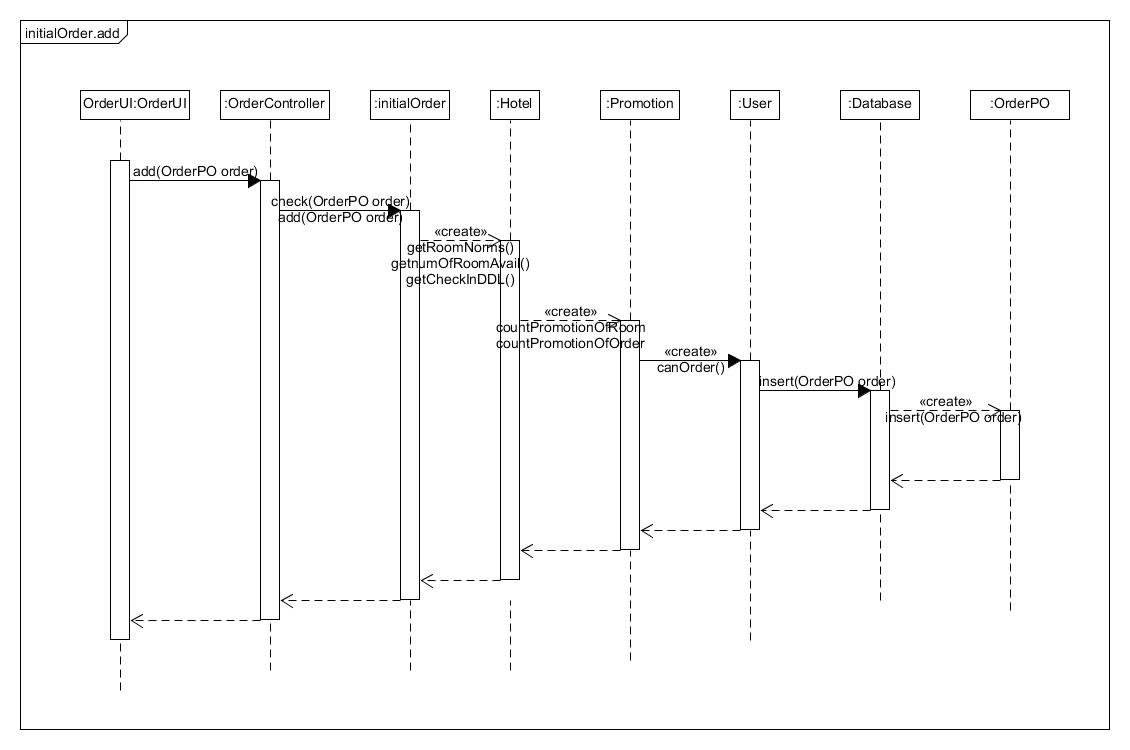 initialOrder.add
OrderUI:OrderUI
:OrderController
:initialOrder
:Hotel
:Promotion
:User
:Database
:OrderPO
add(OrderPO order)
check(OrderPO order)
add(OrderPO order)
«create»
getRoomNorms()
getnumOfRoomAvail()
getCheckInDDL()
«create»
countPromotionOfRoom
countPromotionOfOrder
«create»
canOrder()
insert(OrderPO order)
«create»
insert(OrderPO order)